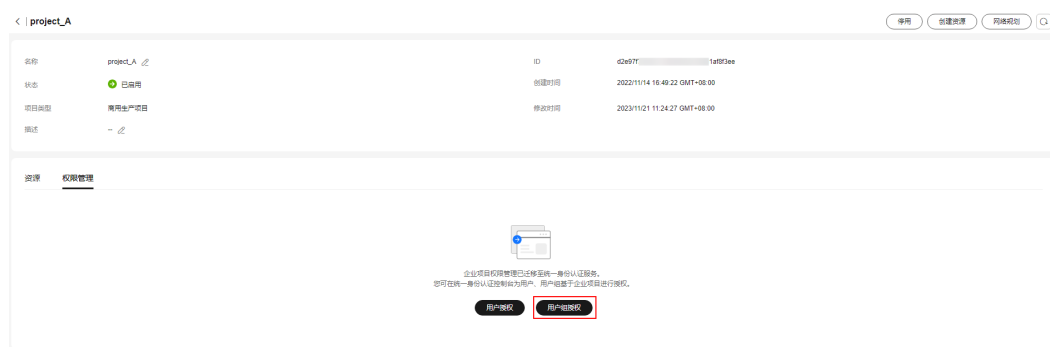 project_A
停用 创建资源 网络规划
名称 project_A ID d2e97f 1af8f3ee
状态 已启用 创建时间 2022/11/14 16:49:22 GMT+08:00
项目类型 商用生产项目 修改时间 2023/11/21 11:24:27 GMT+08:00
描述 --
资源 权限管理
企业项目权限管理已迁移至统一身份认证服务。
您可在统一身份认证控制台为用户、用户组基于企业项目进行授权。
用户授权 用户组授权